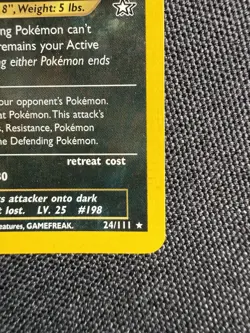 8", Weight: 5 lbs.
ng Pokémon can't
remains your Active
ng either Pokémon ends
our opponent's Pokémon.
at Pokémon. This attack's
s, Resistance, Pokémon
he Defending Pokémon.
retreat cost
30
s attacker onto dark
t lost. LV. 25 #198
eatures, GAMEFREAK. 24/111 ★